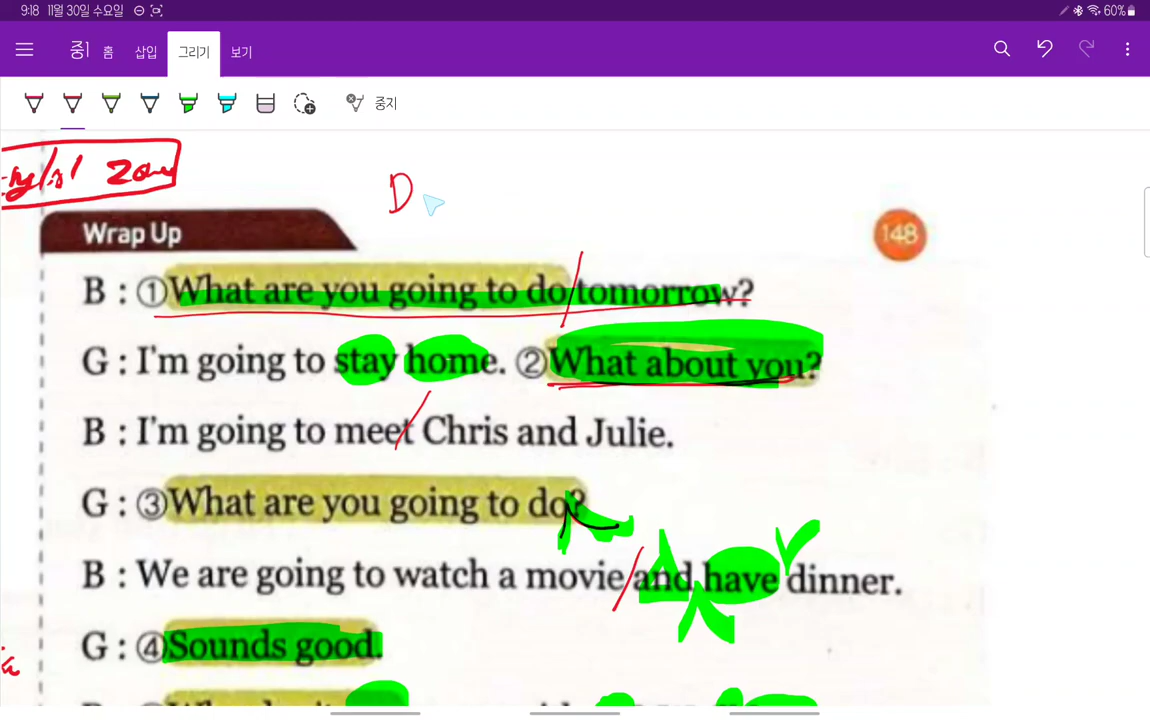 9:18 11월 30일 수요일 60%
중1 홈 삽입 그리기 보기
중지
Zone
D
Wrap Up 148
B : ①What are you going to do tomorrow?
G : I'm going to stay home. ②What about you?
B : I'm going to meet Chris and Julie.
G : ③What are you going to do?
B : We are going to watch a movie and have dinner.
G : ④Sounds good.